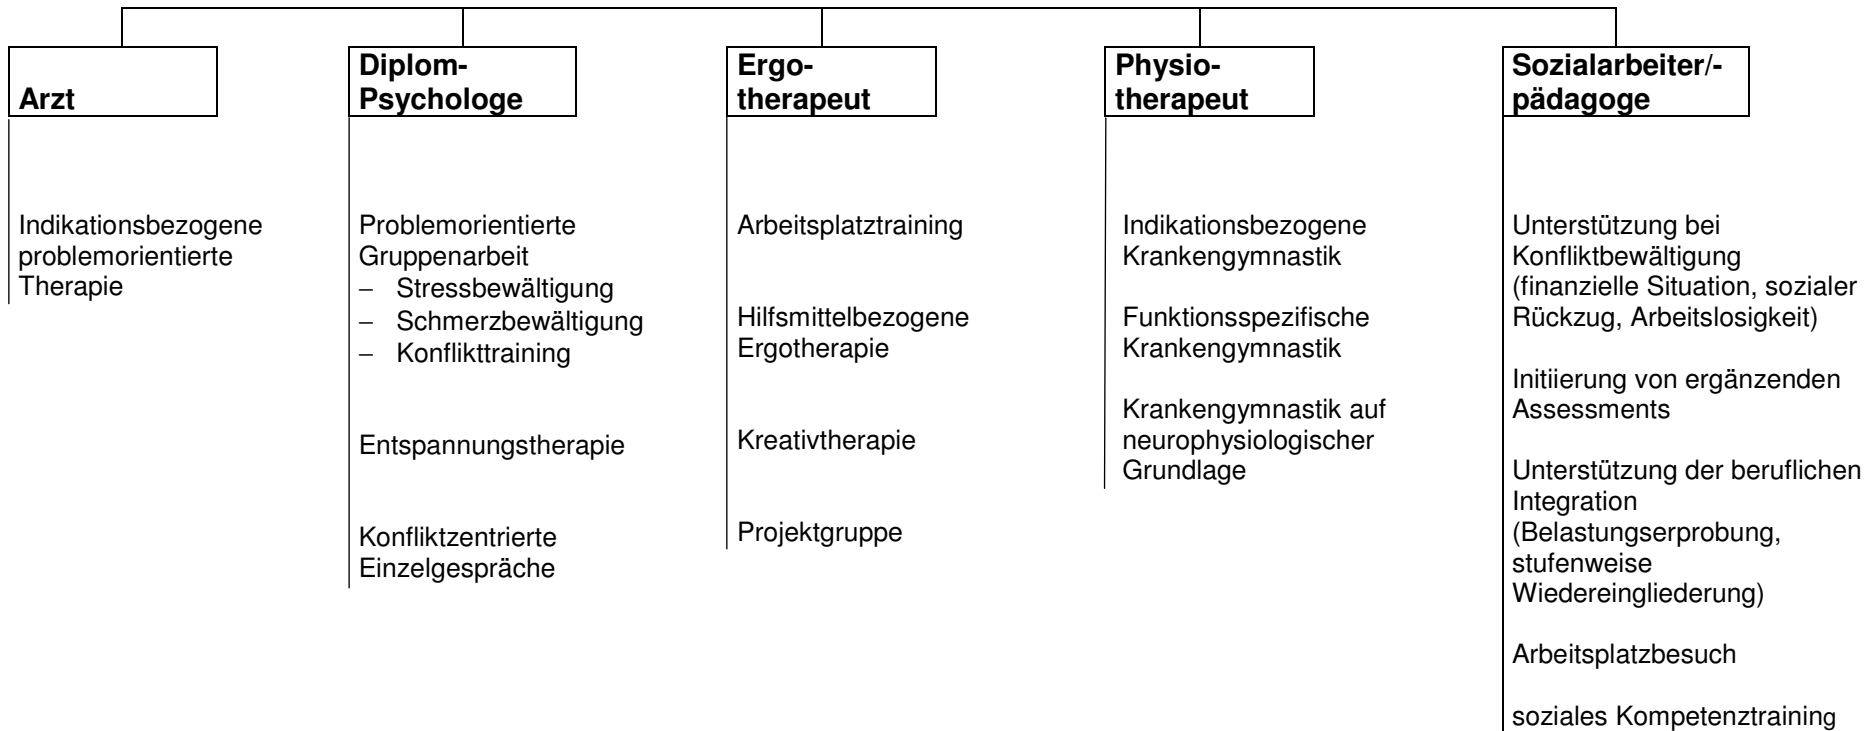 Arzt
Diplom-
Psychologe
Ergo-
therapeut
Physio-
therapeut
Sozialarbeiter/-
pädagoge
Indikationsbezogene
problemorientierte
Therapie
Problemorientierte
Gruppenarbeit
– Stressbewältigung
– Schmerzbewältigung
– Konflikttraining
Entspannungstherapie
Konfliktzentrierte
Einzelgespräche
Arbeitsplatztraining
Hilfsmittelbezogene
Ergotherapie
Kreativtherapie
Projektgruppe
Indikationsbezogene
Krankengymnastik
Funktionsspezifische
Krankengymnastik
Krankengymnastik auf
neurophysiologischer
Grundlage
Unterstützung bei
Konfliktbewältigung
(finanzielle Situation, sozialer
Rückzug, Arbeitslosigkeit)
Initiierung von ergänzenden
Assessments
Unterstützung der beruflichen
Integration
(Belastungserprobung,
stufenweise
Wiedereingliederung)
Arbeitsplatzbesuch
soziales Kompetenztraining